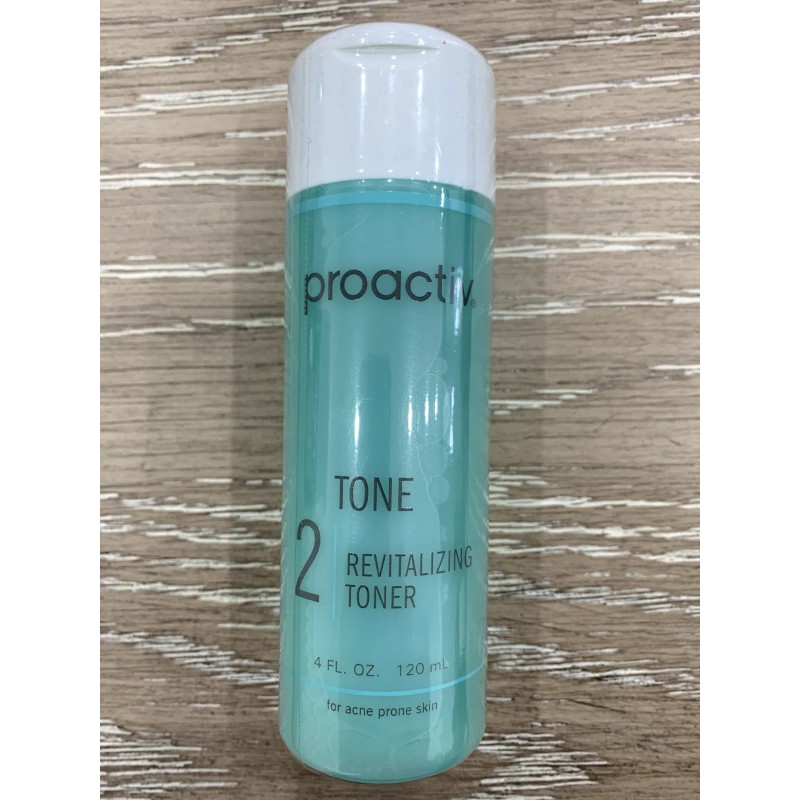 proactiv®
TONE
2
REVITALIZING
TONER
4 FL. OZ. 120 mL
for acne prone skin